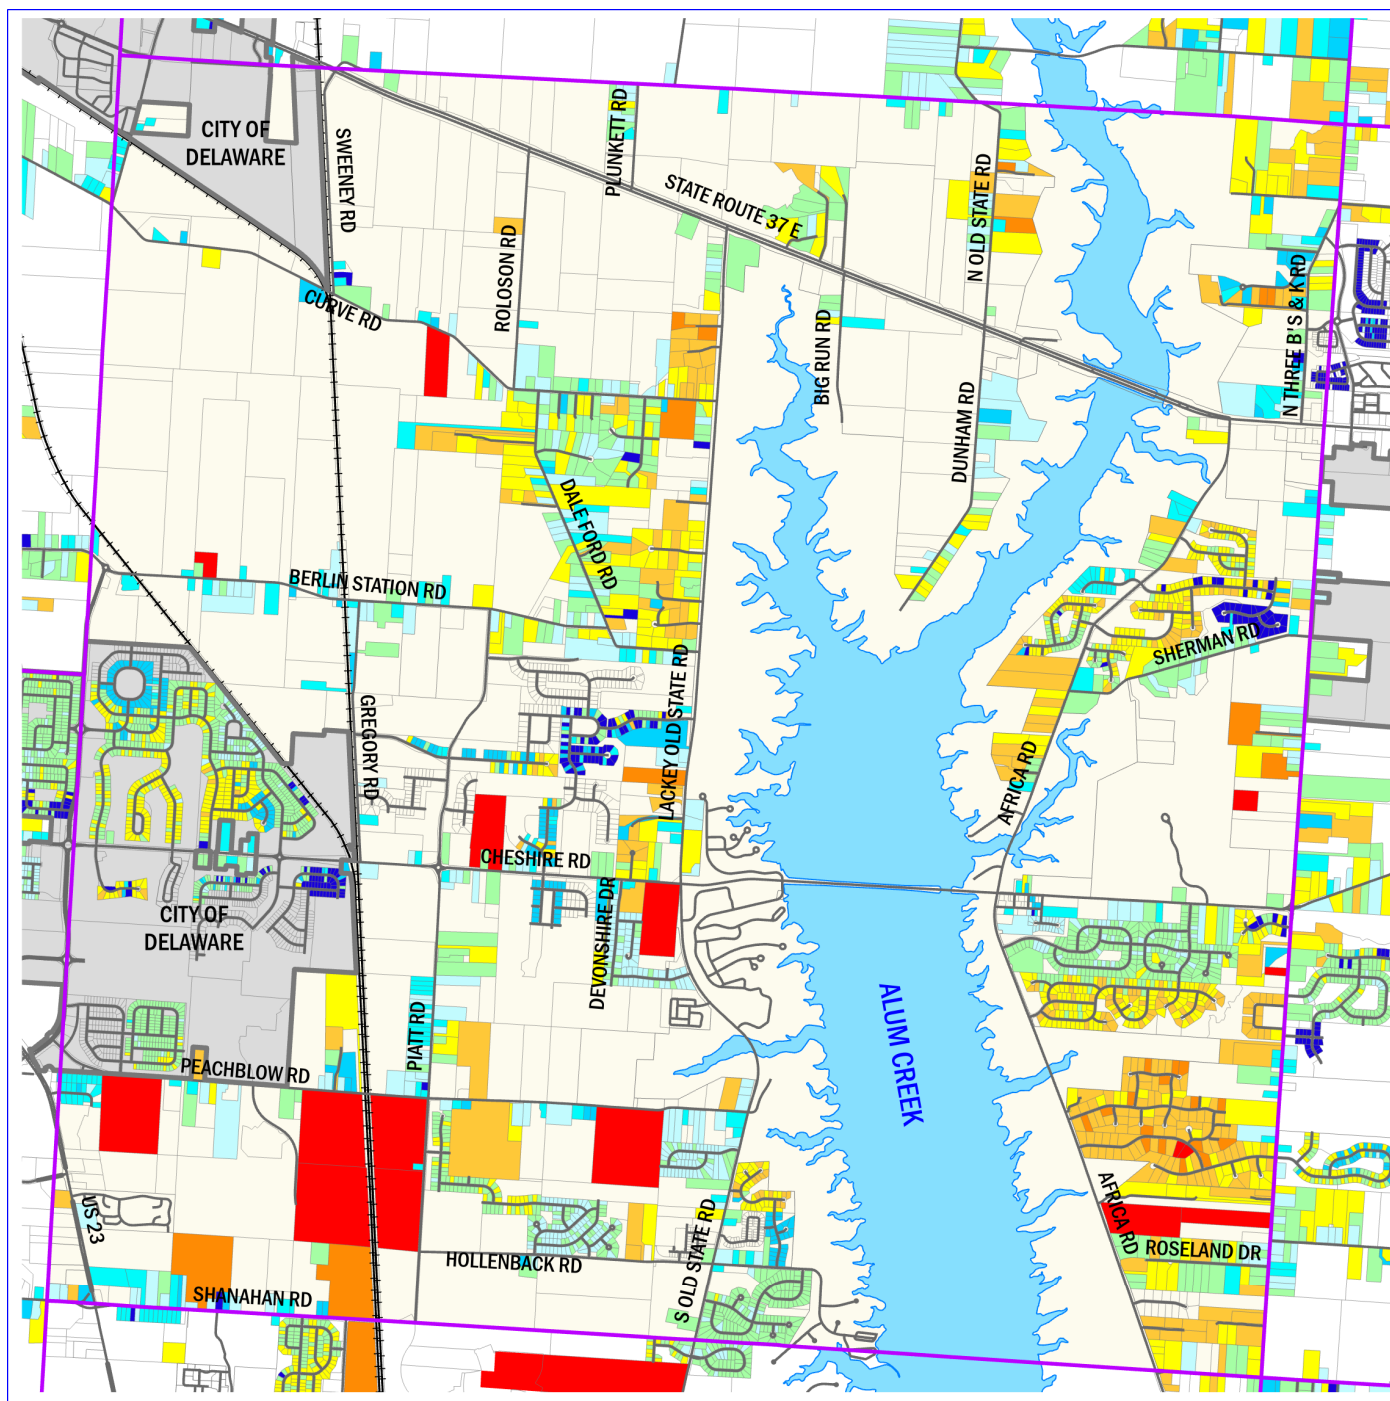 CITY OF
DELAWARE
SWEENEY RD
PLUNKETT RD
STATE ROUTE 37 E
N OLD STATE RD
ROLOSON RD
CURVE RD
BIG RUN RD
N THREE B'S & K RD
DUNHAM RD
DALE FORD RD
BERLIN STATION RD
SHERMAN RD
LACKEY OLD STATE RD
GREGORY RD
AFRICA RD
CHESHIRE RD
CITY OF
DELAWARE
DEVONSHIRE DR
ALUM CREEK
PIATT RD
PEACHBLOW RD
US 23
AFRICA RD
S OLD STATE RD
ROSELAND DR
HOLLENBACK RD
SHANAHAN RD